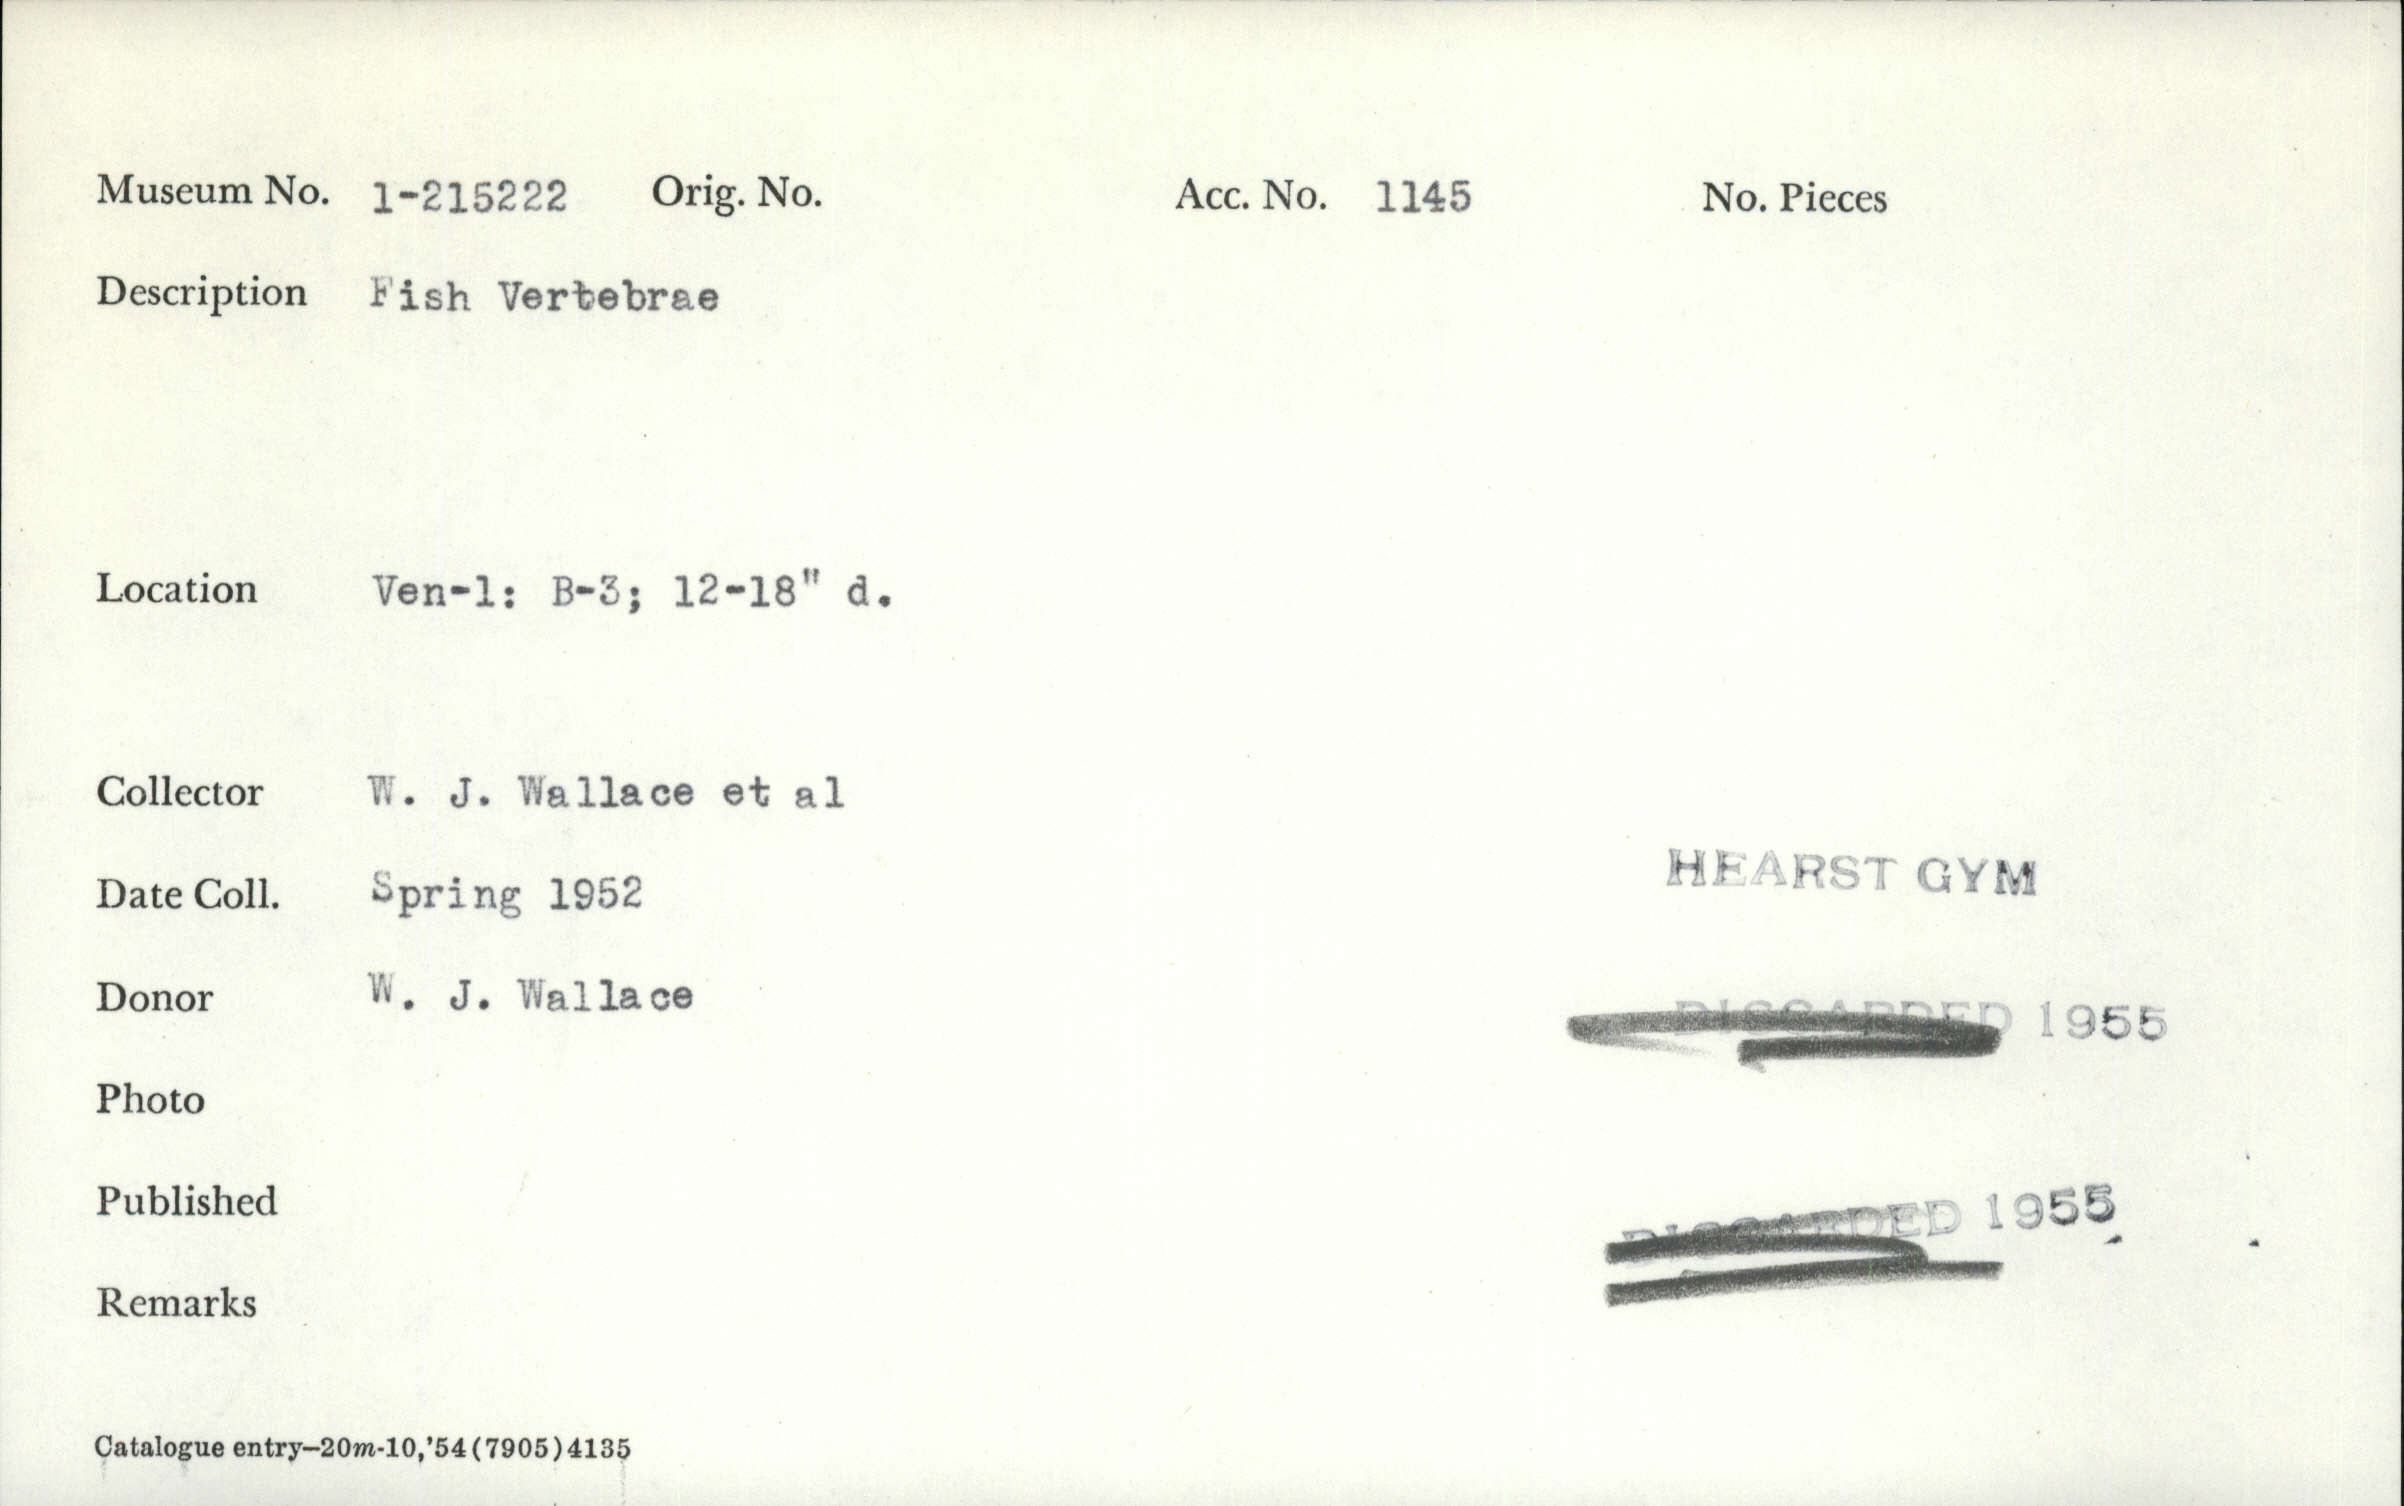 Museum No. 1-215222 Orig. No. Acc. No. 1145 No. Pieces
Description Fish Vertebrae
Location Ven-1: B-3; 12-18" d.
Collector W. J. Wallace et al
HEARST GYM
Date Coll. Spring 1952
Donor W. J. Wallace
DISCARDED 1955
Photo
Published
DISCARDED 1955
Remarks
Catalogue entry—20m-10,'54(7905)4135